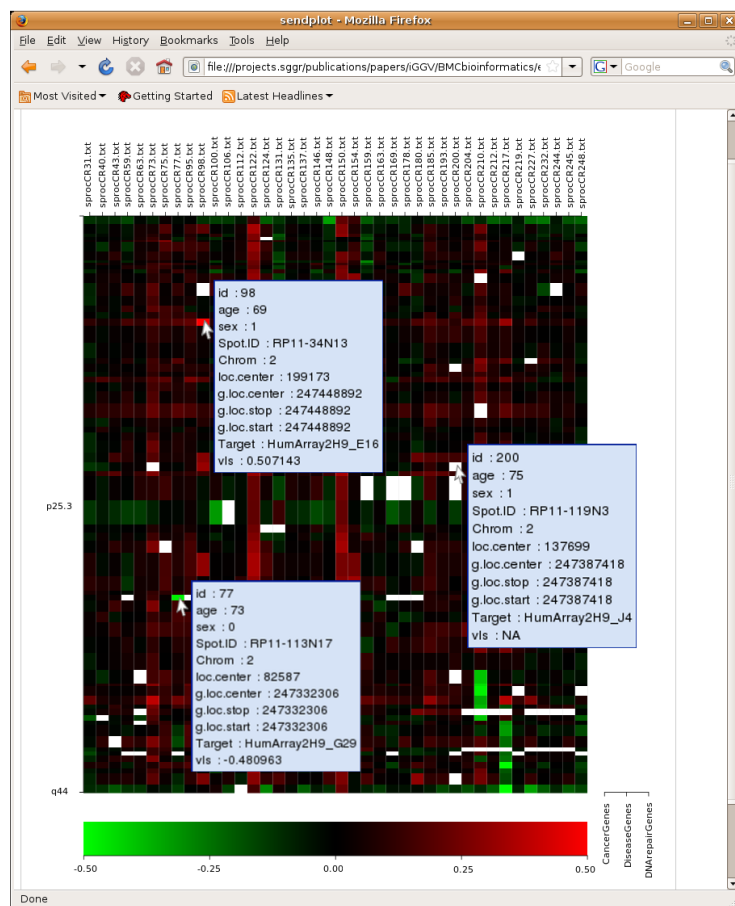 sendplot - Mozilla Firefox
File Edit View History Bookmarks Tools Help
file:///projects.sggr/publications/papers/iGGV/BMCbioinformatics/e
Google
Most Visited Getting Started Latest Headlines
sprocCR31.txt
sprocCR40.txt
sprocCR43.txt
sprocCR59.txt
sprocCR63.txt
sprocCR73.txt
sprocCR75.txt
sprocCR77.txt
sprocCR95.txt
sprocCR98.txt
sprocCR100.txt
sprocCR106.txt
sprocCR112.txt
sprocCR122.txt
sprocCR124.txt
sprocCR131.txt
sprocCR135.txt
sprocCR137.txt
sprocCR146.txt
sprocCR148.txt
sprocCR150.txt
sprocCR154.txt
sprocCR159.txt
sprocCR163.txt
sprocCR169.txt
sprocCR178.txt
sprocCR180.txt
sprocCR185.txt
sprocCR193.txt
sprocCR200.txt
sprocCR204.txt
sprocCR210.txt
sprocCR212.txt
sprocCR217.txt
sprocCR219.txt
sprocCR227.txt
sprocCR232.txt
sprocCR244.txt
sprocCR245.txt
sprocCR248.txt
id : 98
age : 69
sex : 1
Spot.ID : RP11-34N13
Chrom : 2
loc.center : 199173
g.loc.center : 247448892
g.loc.stop : 247448892
g.loc.start : 247448892
Target : HumArray2H9_E16
vls : 0.507143
id : 200
age : 75
sex : 1
Spot.ID : RP11-119N3
Chrom : 2
loc.center : 137699
g.loc.center : 247387418
g.loc.stop : 247387418
g.loc.start : 247387418
Target : HumArray2H9_J4
vls : NA
p25.3
id : 77
age : 73
sex : 0
Spot.ID : RP11-113N17
Chrom : 2
loc.center : 82587
g.loc.center : 247332306
g.loc.stop : 247332306
g.loc.start : 247332306
Target : HumArray2H9_G29
vls : -0.480963
q44
CancerGenes
DiseaseGenes
DNArepairGenes
-0.50 -0.25 0.00 0.25 0.50
Done